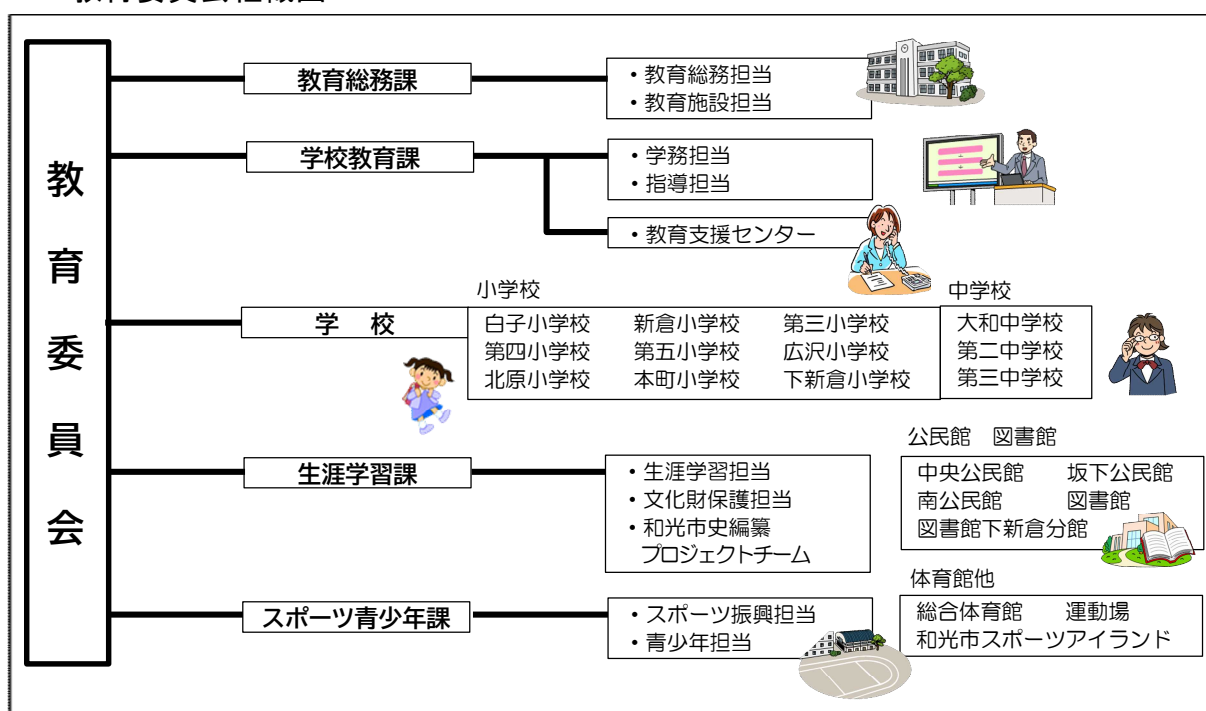 教育委員会
教育総務課
・教育総務担当
・教育施設担当
学校教育課
・学務担当
・指導担当
・教育支援センター
学 校
小学校
白子小学校 新倉小学校 第三小学校
第四小学校 第五小学校 広沢小学校
北原小学校 本町小学校 下新倉小学校
中学校
大和中学校
第二中学校
第三中学校
生涯学習課
・生涯学習担当
・文化財保護担当
・和光市史編纂
プロジェクトチーム
公民館 図書館
中央公民館 坂下公民館
南公民館 図書館
図書館下新倉分館
スポーツ青少年課
・スポーツ振興担当
・青少年担当
体育館他
総合体育館 運動場
和光市スポーツアイランド